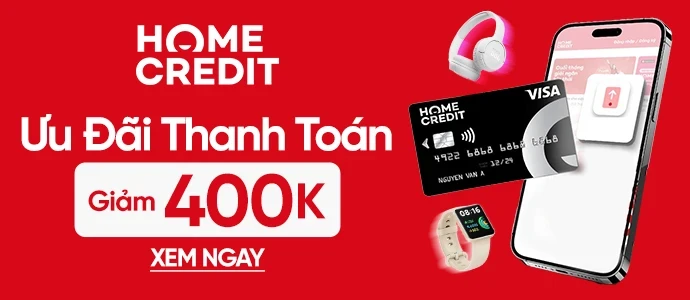 HOME
CREDIT
Ưu Đãi Thanh Toán
Giảm 400K
XEM NGAY
VISA
HOME
CREDIT
4922 6868 6868 6868
12/24
NGUYEN VAN A
08:16